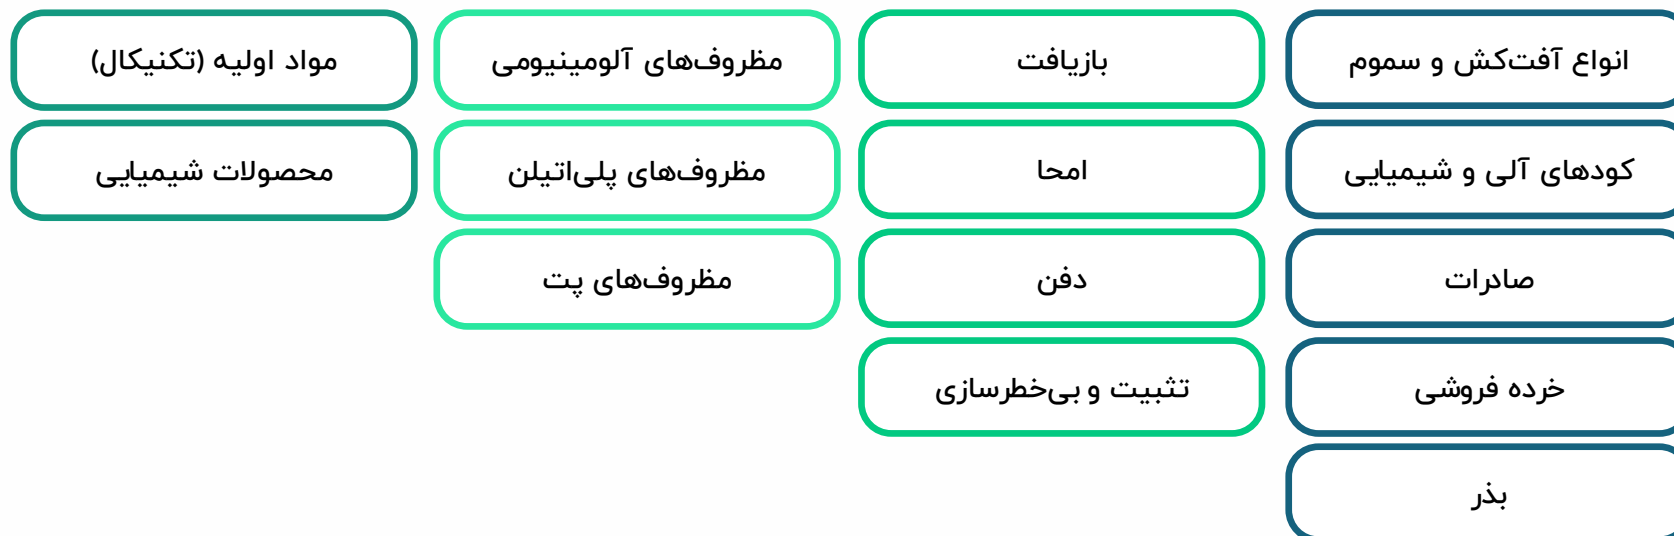 انواع آفت‌کش و سموم
کودهای آلی و شیمیایی
صادرات
خرده فروشی
بذر
بازیافت
امحا
دفن
تثبیت و بی‌خطرسازی
مظروف‌های آلومینیومی
مظروف‌های پلی‌اتیلن
مظروف‌های پت
مواد اولیه (تکنیکال)
محصولات شیمیایی